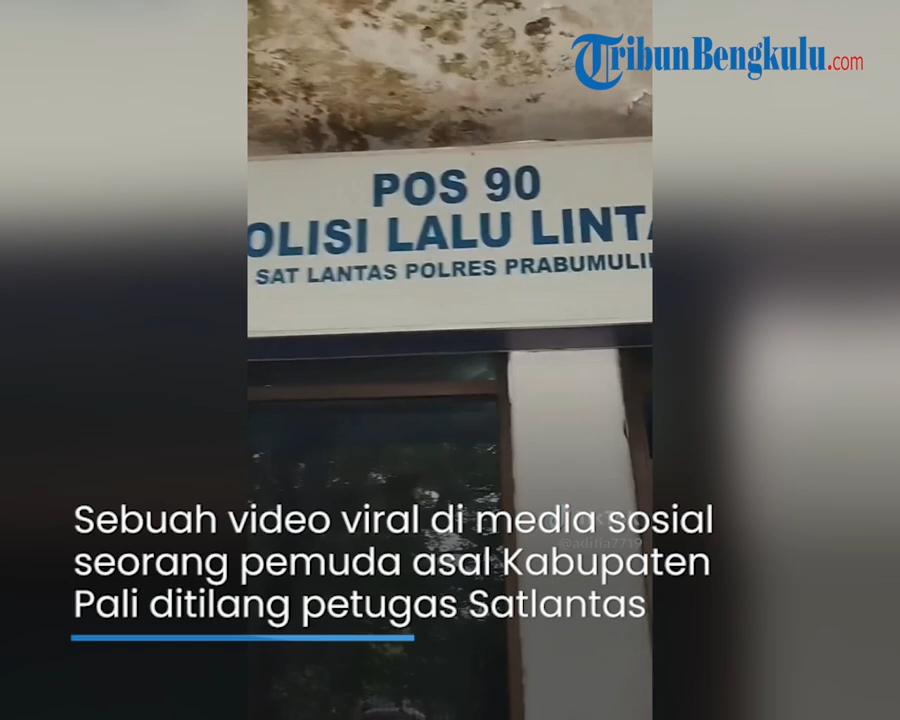 TribunBengkulu.com
POS 90
OLISI LALU LINTA
SAT LANTAS POLRES PRABUMULI
Sebuah video viral di media sosial
@aditia7719
seorang pemuda asal Kabupaten
Pali ditilang petugas Satlantas